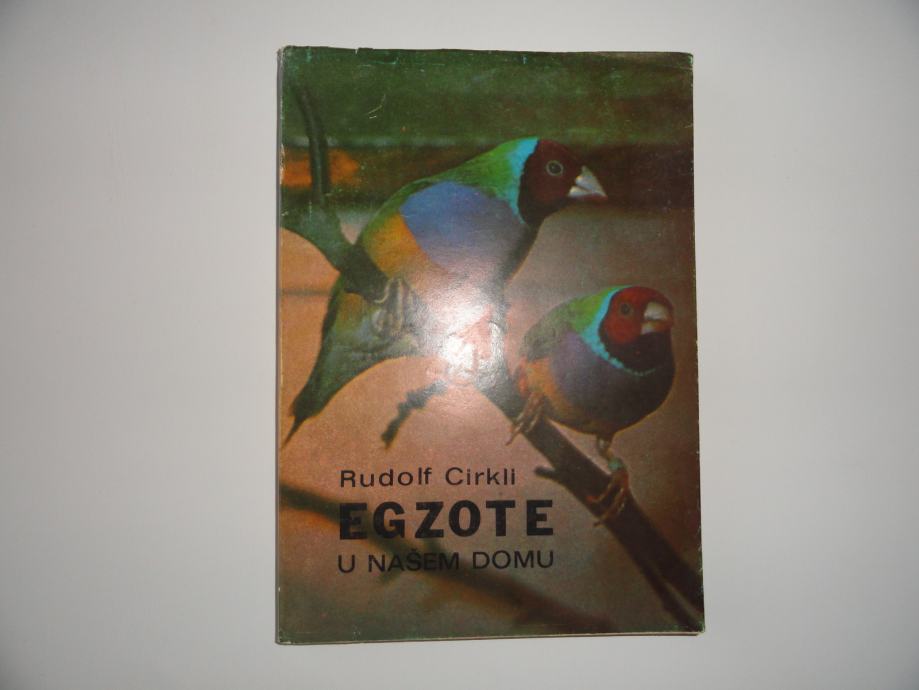 Rudolf Cirkli
EGZOTE
U NAŠEM DOMU